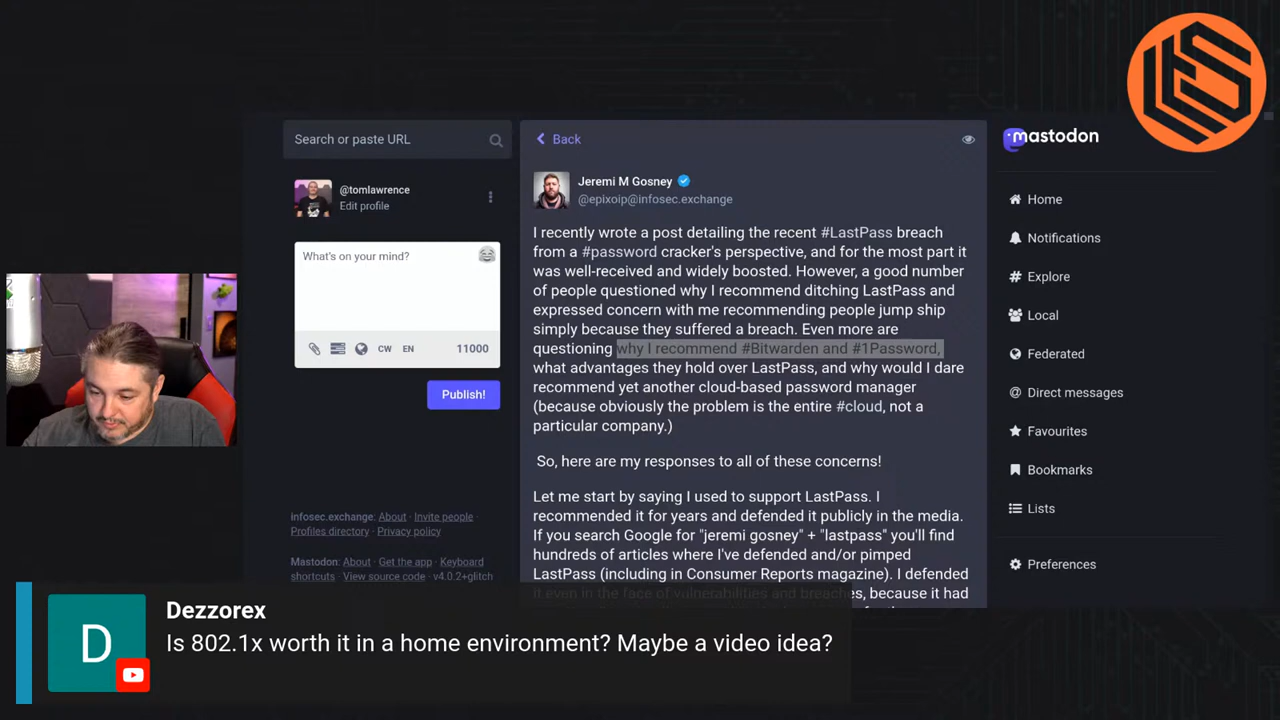 Search or paste URL
@tomlawrence
Edit profile
What's on your mind?
CW EN 11000
Publish!
infosec.exchange: About · Invite people ·
Profiles directory · Privacy policy
Mastodon: About · Get the app · Keyboard
shortcuts · View source code · v4.0.2+glitch
Back
Jeremi M Gosney
@epixoip@infosec.exchange
I recently wrote a post detailing the recent #LastPass breach
from a #password cracker's perspective, and for the most part it
was well-received and widely boosted. However, a good number
of people questioned why I recommend ditching LastPass and
expressed concern with me recommending people jump ship
simply because they suffered a breach. Even more are
questioning why I recommend #Bitwarden and #1Password,
what advantages they hold over LastPass, and why would I dare
recommend yet another cloud-based password manager
(because obviously the problem is the entire #cloud, not a
particular company.)
So, here are my responses to all of these concerns!
Let me start by saying I used to support LastPass. I
recommended it for years and defended it publicly in the media.
If you search Google for "jeremi gosney" + "lastpass" you'll find
hundreds of articles where I've defended and/or pimped
LastPass (including in Consumer Reports magazine). I defended
it even in the face of vulnerabilities and breaches, because it had
mastodon
Home
Notifications
Explore
Local
Federated
Direct messages
Favourites
Bookmarks
Lists
Preferences
D
Dezzorex
Is 802.1x worth it in a home environment? Maybe a video idea?